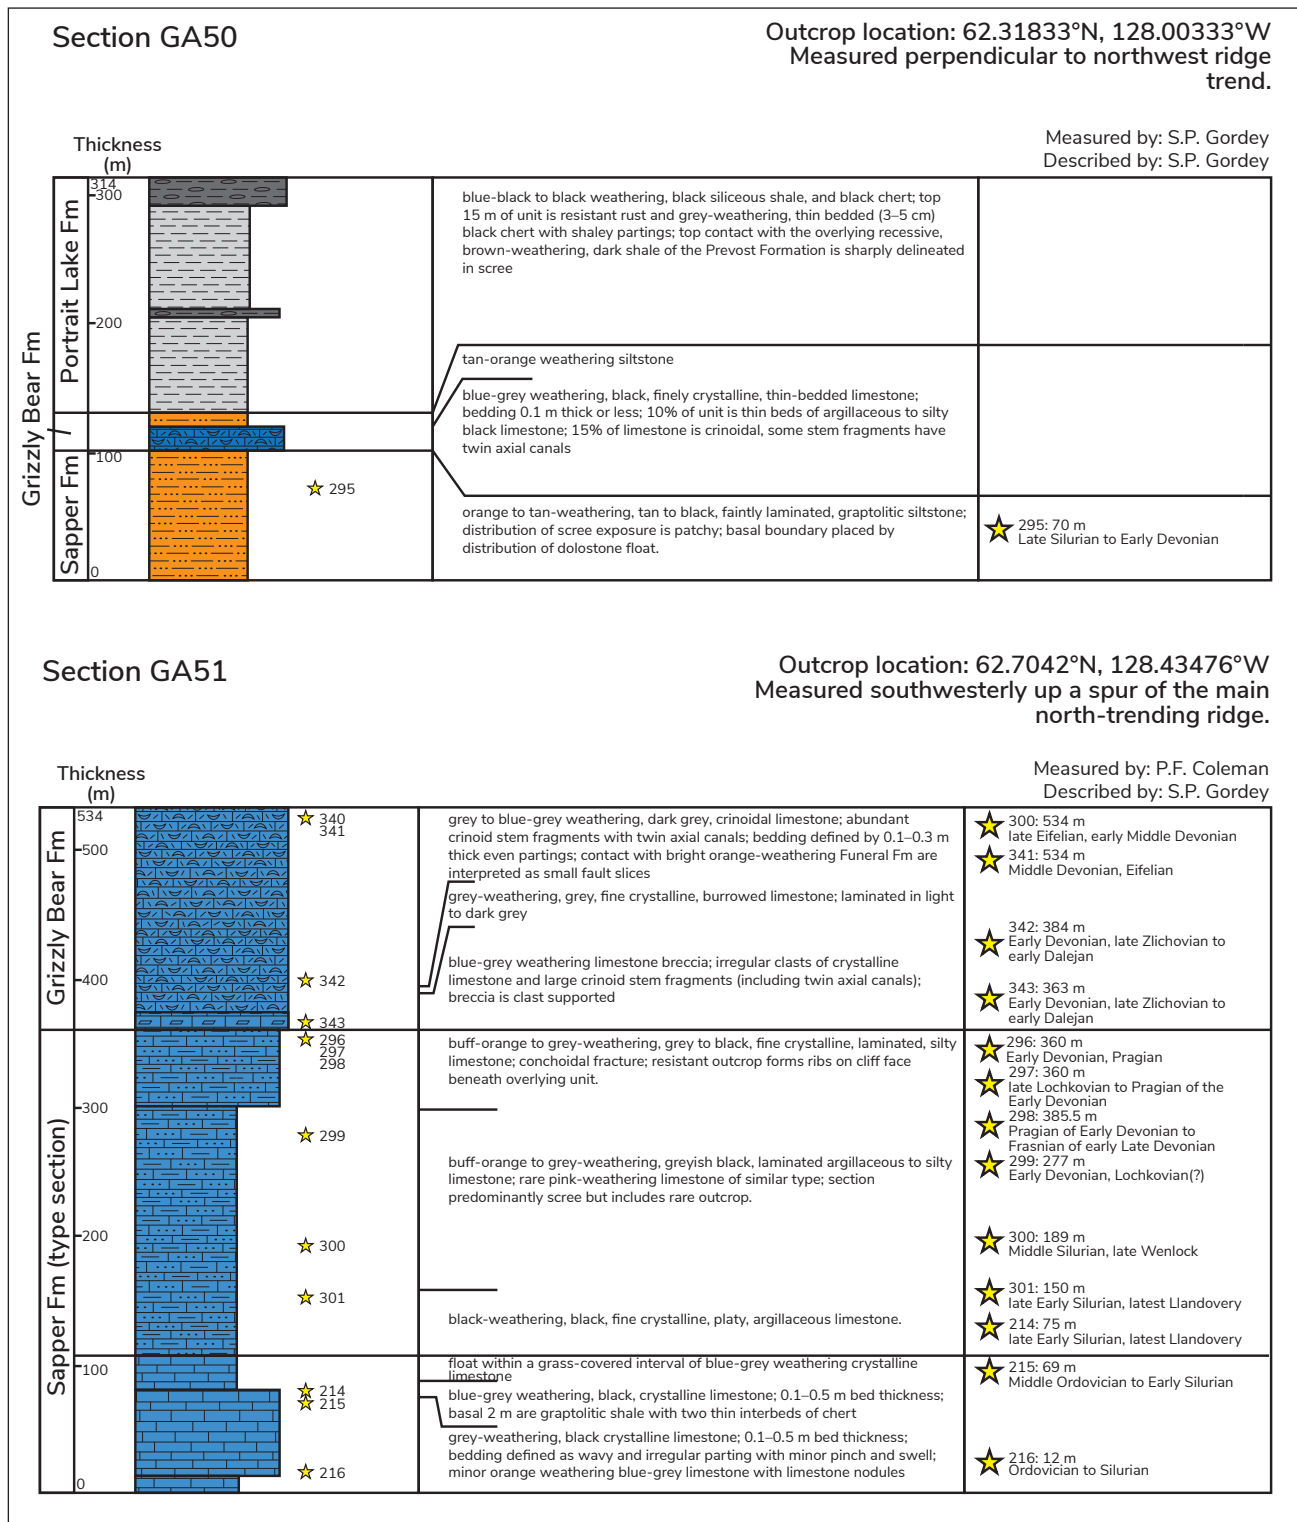 Section GA50
Outcrop location: 62.31833°N, 128.00333°W
Measured perpendicular to northwest ridge
trend.
Measured by: S.P. Gordey
Described by: S.P. Gordey
Thickness
(m)
314
300
200
100
0
Portrait Lake Fm
Grizzly Bear Fm
Sapper Fm
295
blue-black to black weathering, black siliceous shale, and black chert; top
15 m of unit is resistant rust and grey-weathering, thin bedded (3–5 cm)
black chert with shaley partings; top contact with the overlying recessive,
brown-weathering, dark shale of the Prevost Formation is sharply delineated
in scree
tan-orange weathering siltstone
blue-grey weathering, black, finely crystalline, thin-bedded limestone;
bedding 0.1 m thick or less; 10% of unit is thin beds of argillaceous to silty
black limestone; 15% of limestone is crinoidal, some stem fragments have
twin axial canals
orange to tan-weathering, tan to black, faintly laminated, graptolitic siltstone;
distribution of scree exposure is patchy; basal boundary placed by
distribution of dolostone float.
295: 70 m
Late Silurian to Early Devonian
Section GA51
Outcrop location: 62.7042°N, 128.43476°W
Measured southwesterly up a spur of the main
north-trending ridge.
Measured by: P.F. Coleman
Described by: S.P. Gordey
Thickness
(m)
534
500
400
300
200
100
0
Grizzly Bear Fm
Sapper Fm (type section)
340
341
342
343
296
297
298
299
300
301
214
215
216
grey to blue-grey weathering, dark grey, crinoidal limestone; abundant
crinoid stem fragments with twin axial canals; bedding defined by 0.1–0.3 m
thick even partings; contact with bright orange-weathering Funeral Fm are
interpreted as small fault slices
grey-weathering, grey, fine crystalline, burrowed limestone; laminated in light
to dark grey
blue-grey weathering limestone breccia; irregular clasts of crystalline
limestone and large crinoid stem fragments (including twin axial canals);
breccia is clast supported
buff-orange to grey-weathering, grey to black, fine crystalline, laminated, silty
limestone; conchoidal fracture; resistant outcrop forms ribs on cliff face
beneath overlying unit.
buff-orange to grey-weathering, greyish black, laminated argillaceous to silty
limestone; rare pink-weathering limestone of similar type; section
predominantly scree but includes rare outcrop.
black-weathering, black, fine crystalline, platy, argillaceous limestone.
float within a grass-covered interval of blue-grey weathering crystalline
limestone
blue-grey weathering, black, crystalline limestone; 0.1–0.5 m bed thickness;
basal 2 m are graptolitic shale with two thin interbeds of chert
grey-weathering, black crystalline limestone; 0.1–0.5 m bed thickness;
bedding defined as wavy and irregular parting with minor pinch and swell;
minor orange weathering blue-grey limestone with limestone nodules
300: 534 m
late Eifelian, early Middle Devonian
341: 534 m
Middle Devonian, Eifelian
342: 384 m
Early Devonian, late Zlichovian to
early Dalejan
343: 363 m
Early Devonian, late Zlichovian to
early Dalejan
296: 360 m
Early Devonian, Pragian
297: 360 m
late Lochkovian to Pragian of the
Early Devonian
298: 385.5 m
Pragian of Early Devonian to
Frasnian of early Late Devonian
299: 277 m
Early Devonian, Lochkovian(?)
300: 189 m
Middle Silurian, late Wenlock
301: 150 m
late Early Silurian, latest Llandovery
214: 75 m
late Early Silurian, latest Llandovery
215: 69 m
Middle Ordovician to Early Silurian
216: 12 m
Ordovician to Silurian